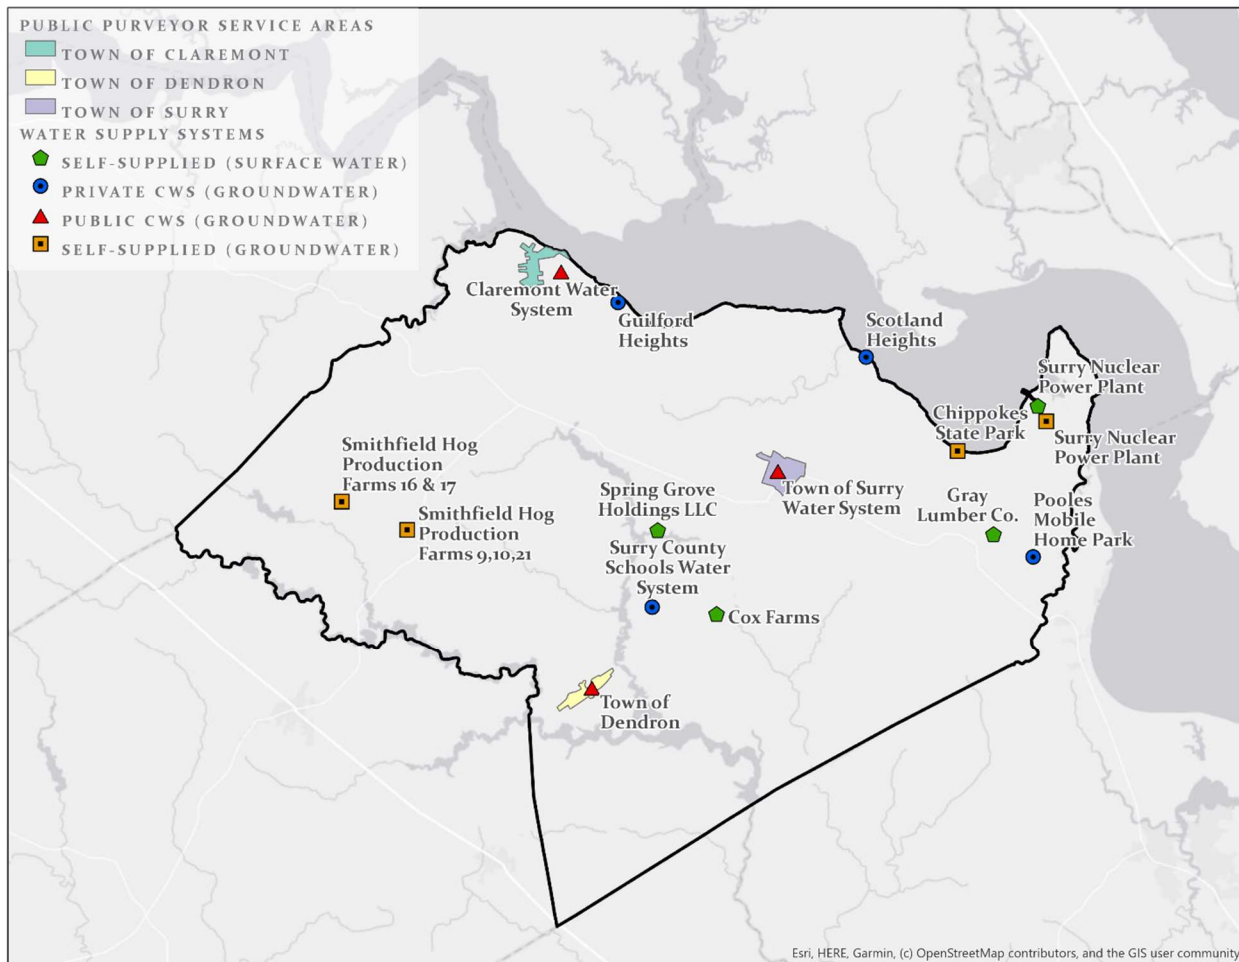 PUBLIC PURVEYOR SERVICE AREAS
TOWN OF CLAREMONT
TOWN OF DENDRON
TOWN OF SURRY
WATER SUPPLY SYSTEMS
SELF-SUPPLIED (SURFACE WATER)
PRIVATE CWS (GROUNDWATER)
PUBLIC CWS (GROUNDWATER)
SELF-SUPPLIED (GROUNDWATER)
Claremont Water
System
Guilford
Heights
Scotland
Heights
Surry Nuclear
Power Plant
Chippokes
State Park
Surry Nuclear
Power Plant
Smithfield Hog
Production
Farms 16 & 17
Smithfield Hog
Production
Farms 9,10,21
Spring Grove
Holdings LLC
Town of Surry
Water System
Gray
Lumber Co.
Pooles
Mobile
Home Park
Surry County
Schools Water
System
Cox Farms
Town of
Dendron
Esri, HERE, Garmin, (c) OpenStreetMap contributors, and the GIS user community